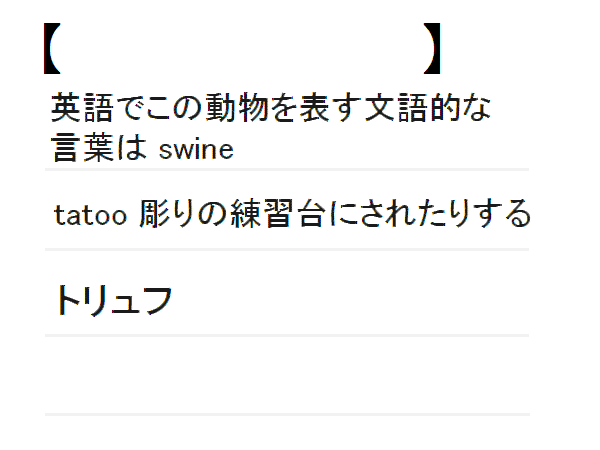 【 】
英語でこの動物を表す文語的な
言葉は swine
tatoo 彫りの練習台にされたりする
トリュフ